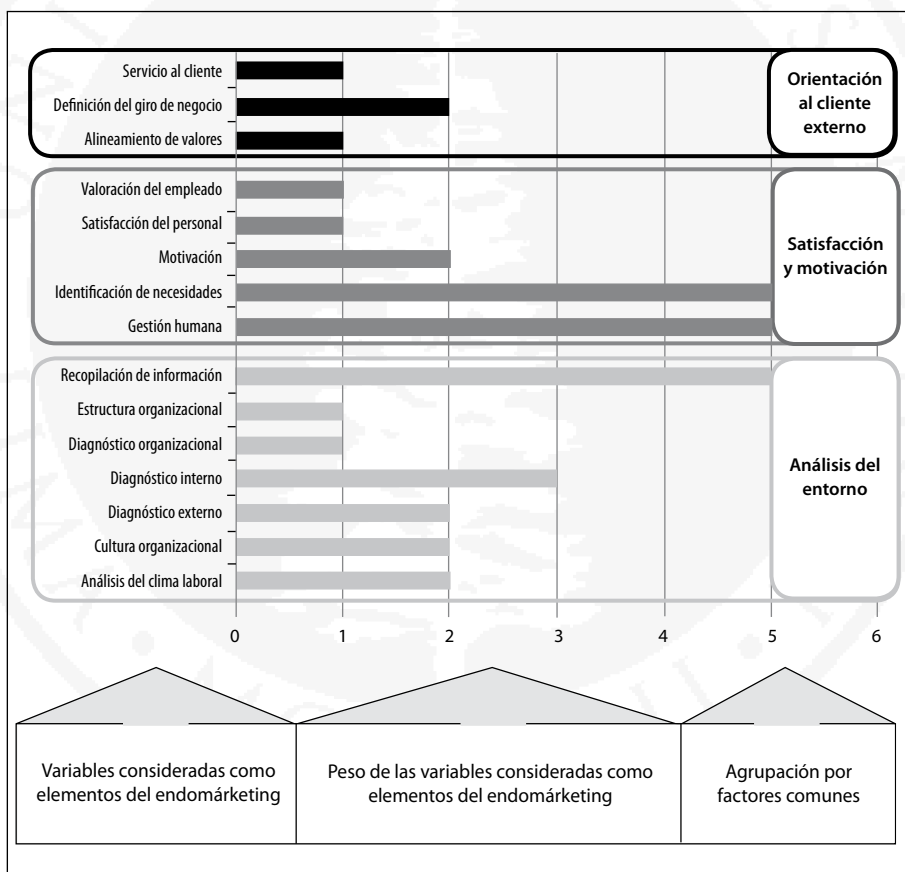 Servicio al cliente
Definición del giro de negocio
Alineamiento de valores
Orientación
al cliente
externo
Valoración del empleado
Satisfacción del personal
Motivación
Identificación de necesidades
Gestión humana
Satisfacción
y motivación
Recopilación de información
Estructura organizacional
Diagnóstico organizacional
Diagnóstico interno
Diagnóstico externo
Cultura organizacional
Análisis del clima laboral
Análisis del
entorno
0 1 2 3 4 5 6
Variables consideradas como
elementos del endomárketing
Peso de las variables consideradas como
elementos del endomárketing
Agrupación por
factores comunes